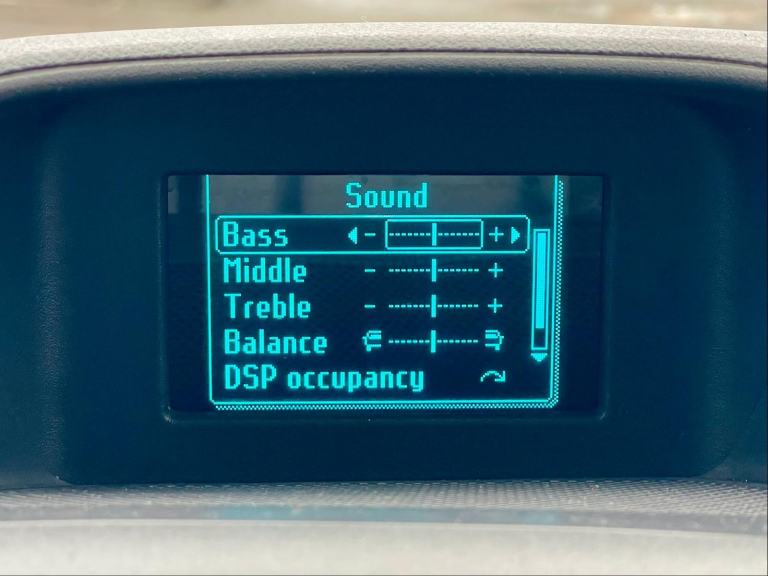 Sound
Bass - +
Middle - +
Treble - +
Balance
DSP occupancy